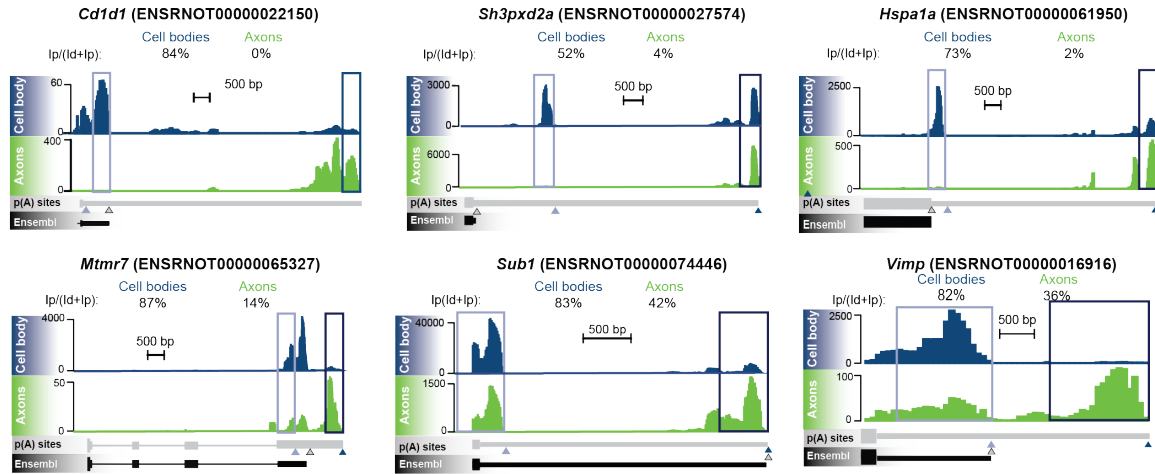 Cd1d1 (ENSRNOT00000022150)
Cell bodies Axons
Ip/(Id+Ip): 84% 0%
Cell body
60
0
500 bp
Axons
400
0
p(A) sites
Ensembl
Sh3pxd2a (ENSRNOT00000027574)
Cell bodies Axons
Ip/(Id+Ip): 52% 4%
Cell body
3000
0
500 bp
Axons
6000
0
p(A) sites
Ensembl
Hspa1a (ENSRNOT00000061950)
Cell bodies Axons
Ip/(Id+Ip): 73% 2%
Cell body
2500
0
500 bp
Axons
500
0
p(A) sites
Ensembl
Mtmr7 (ENSRNOT00000065327)
Cell bodies Axons
Ip/(Id+Ip): 87% 14%
Cell body
4000
0
500 bp
Axons
50
0
p(A) sites
Ensembl
Sub1 (ENSRNOT00000074446)
Cell bodies Axons
Ip/(Id+Ip): 83% 42%
Cell body
40000
0
500 bp
Axons
1500
0
p(A) sites
Ensembl
Vimp (ENSRNOT00000016916)
Cell bodies Axons
Ip/(Id+Ip): 82% 36%
Cell body
2500
0
500 bp
Axons
100
0
p(A) sites
Ensembl